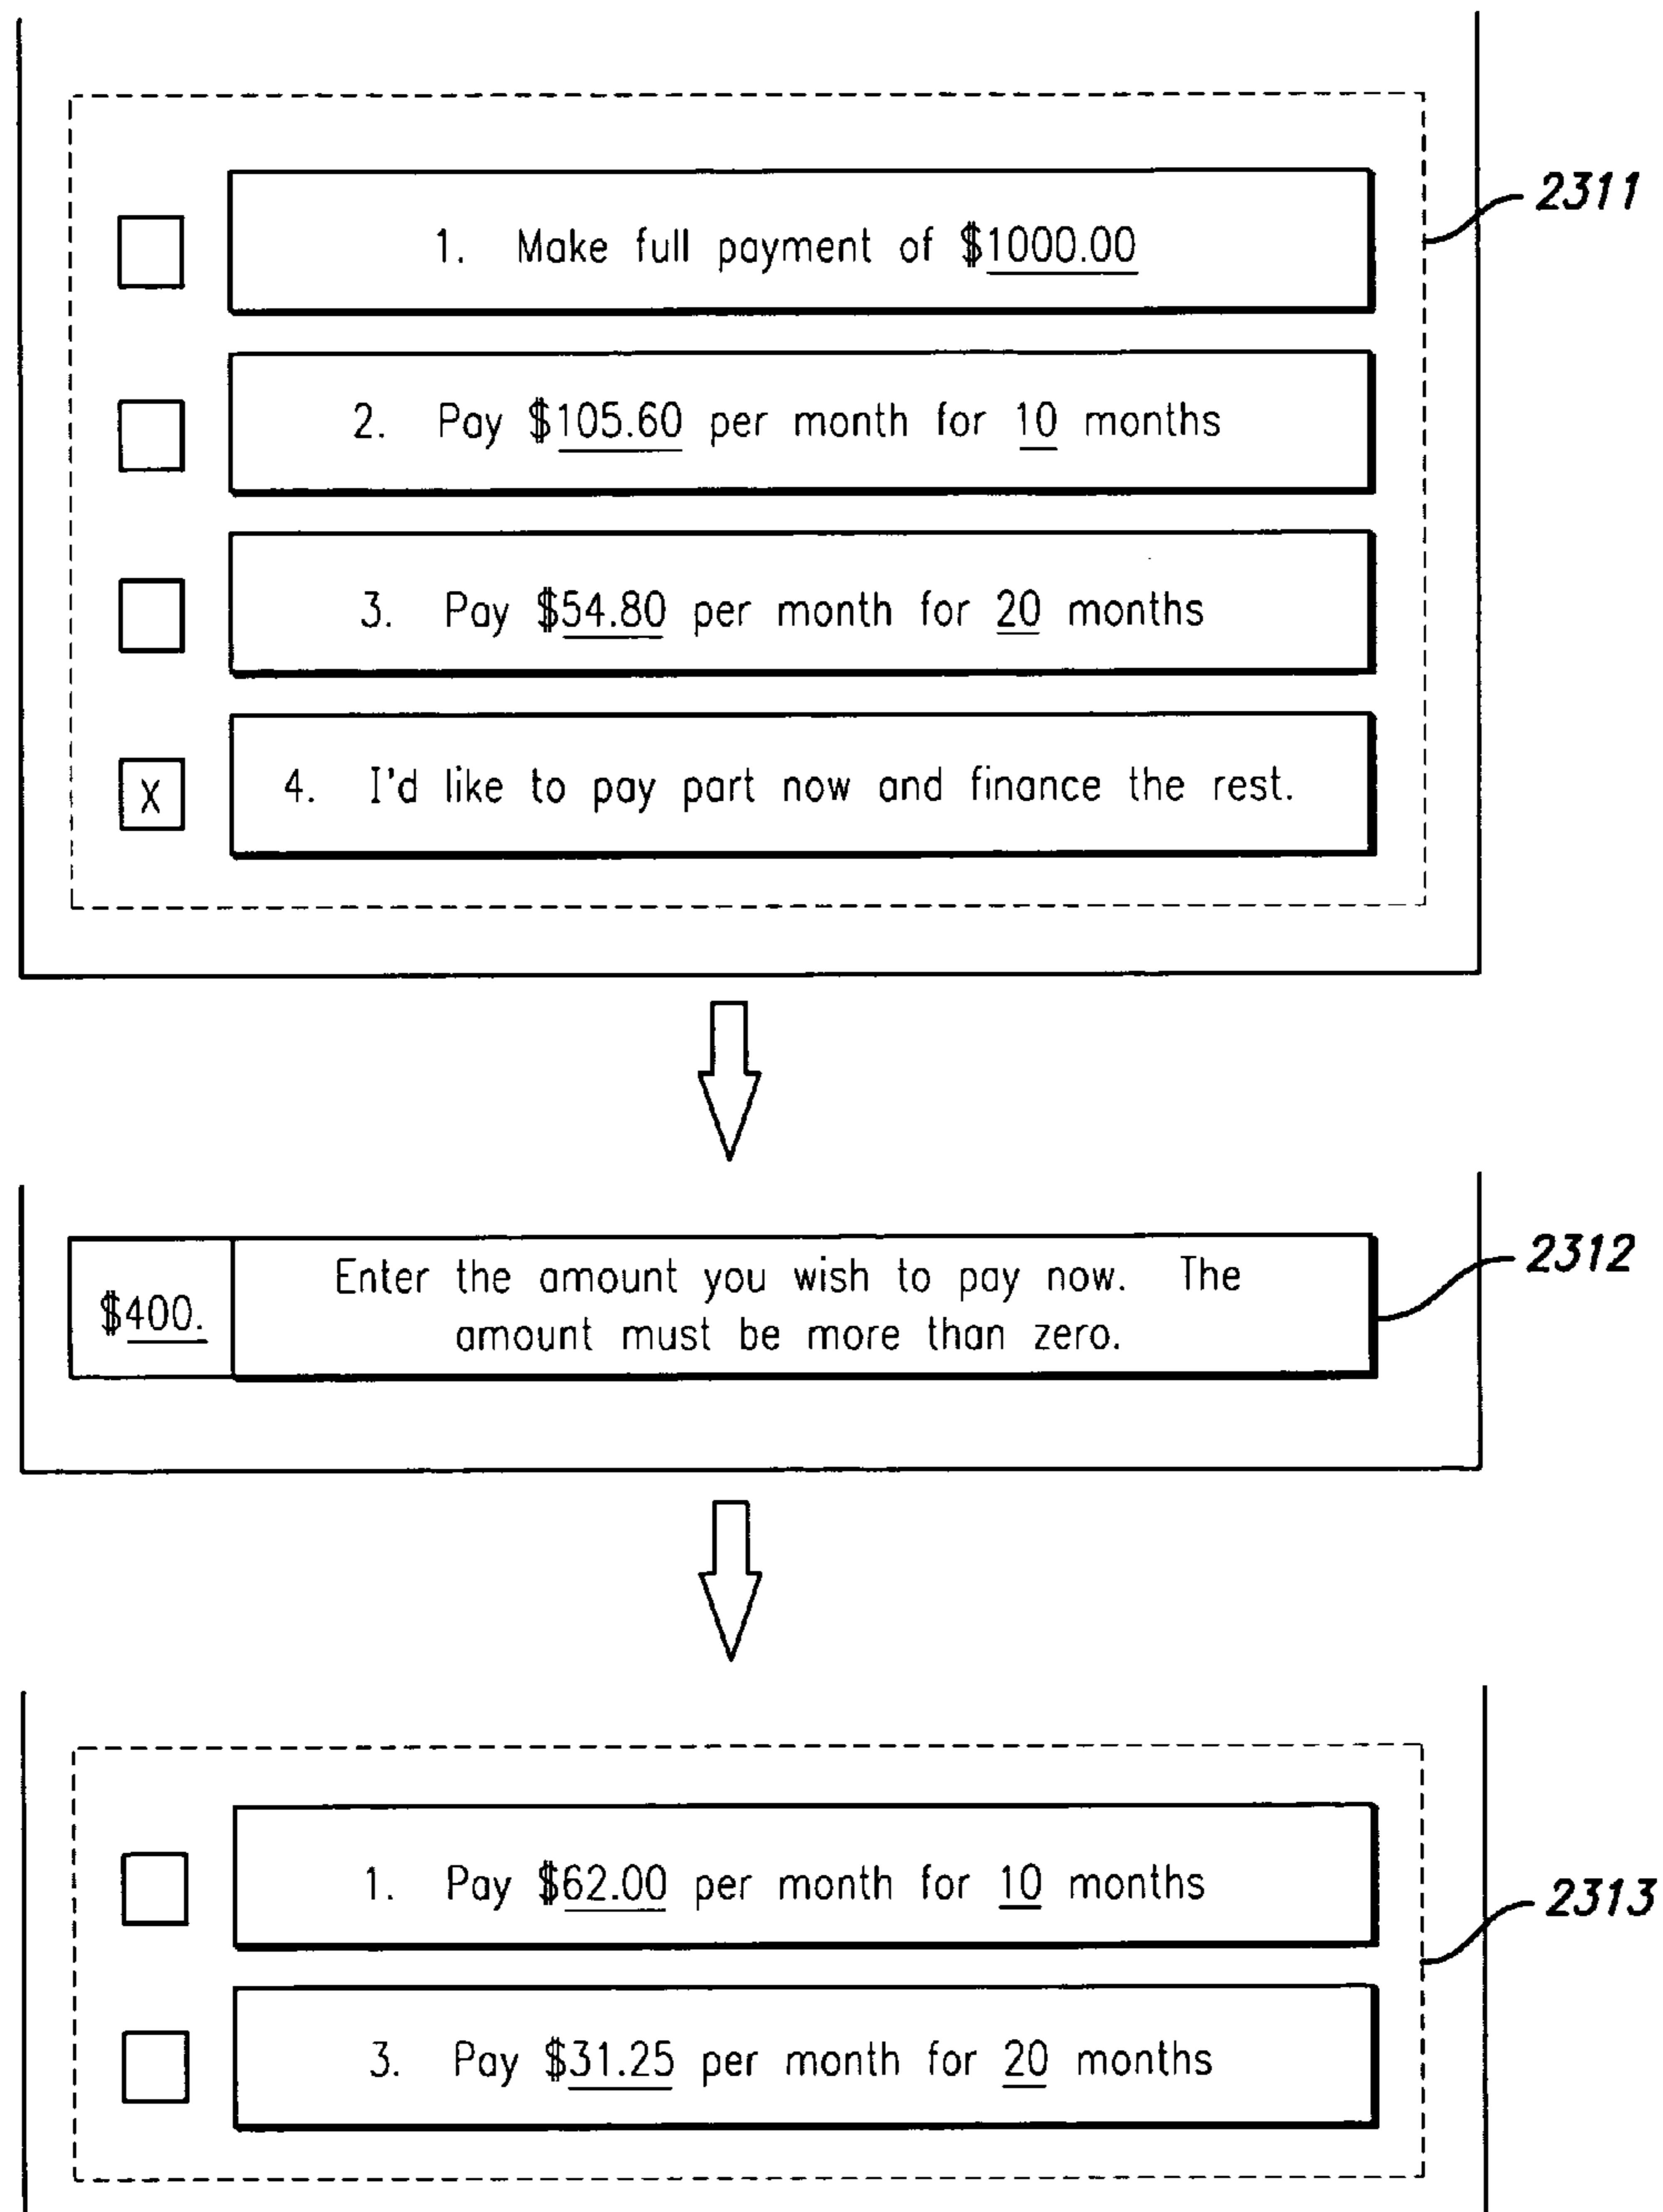 2311
1. Make full payment of $1000.00
2. Pay $105.60 per month for 10 months
3. Pay $54.80 per month for 20 months
X
4. I'd like to pay part now and finance the rest.
2312
$400.
Enter the amount you wish to pay now. The
amount must be more than zero.
1. Pay $62.00 per month for 10 months
2313
3. Pay $31.25 per month for 20 months